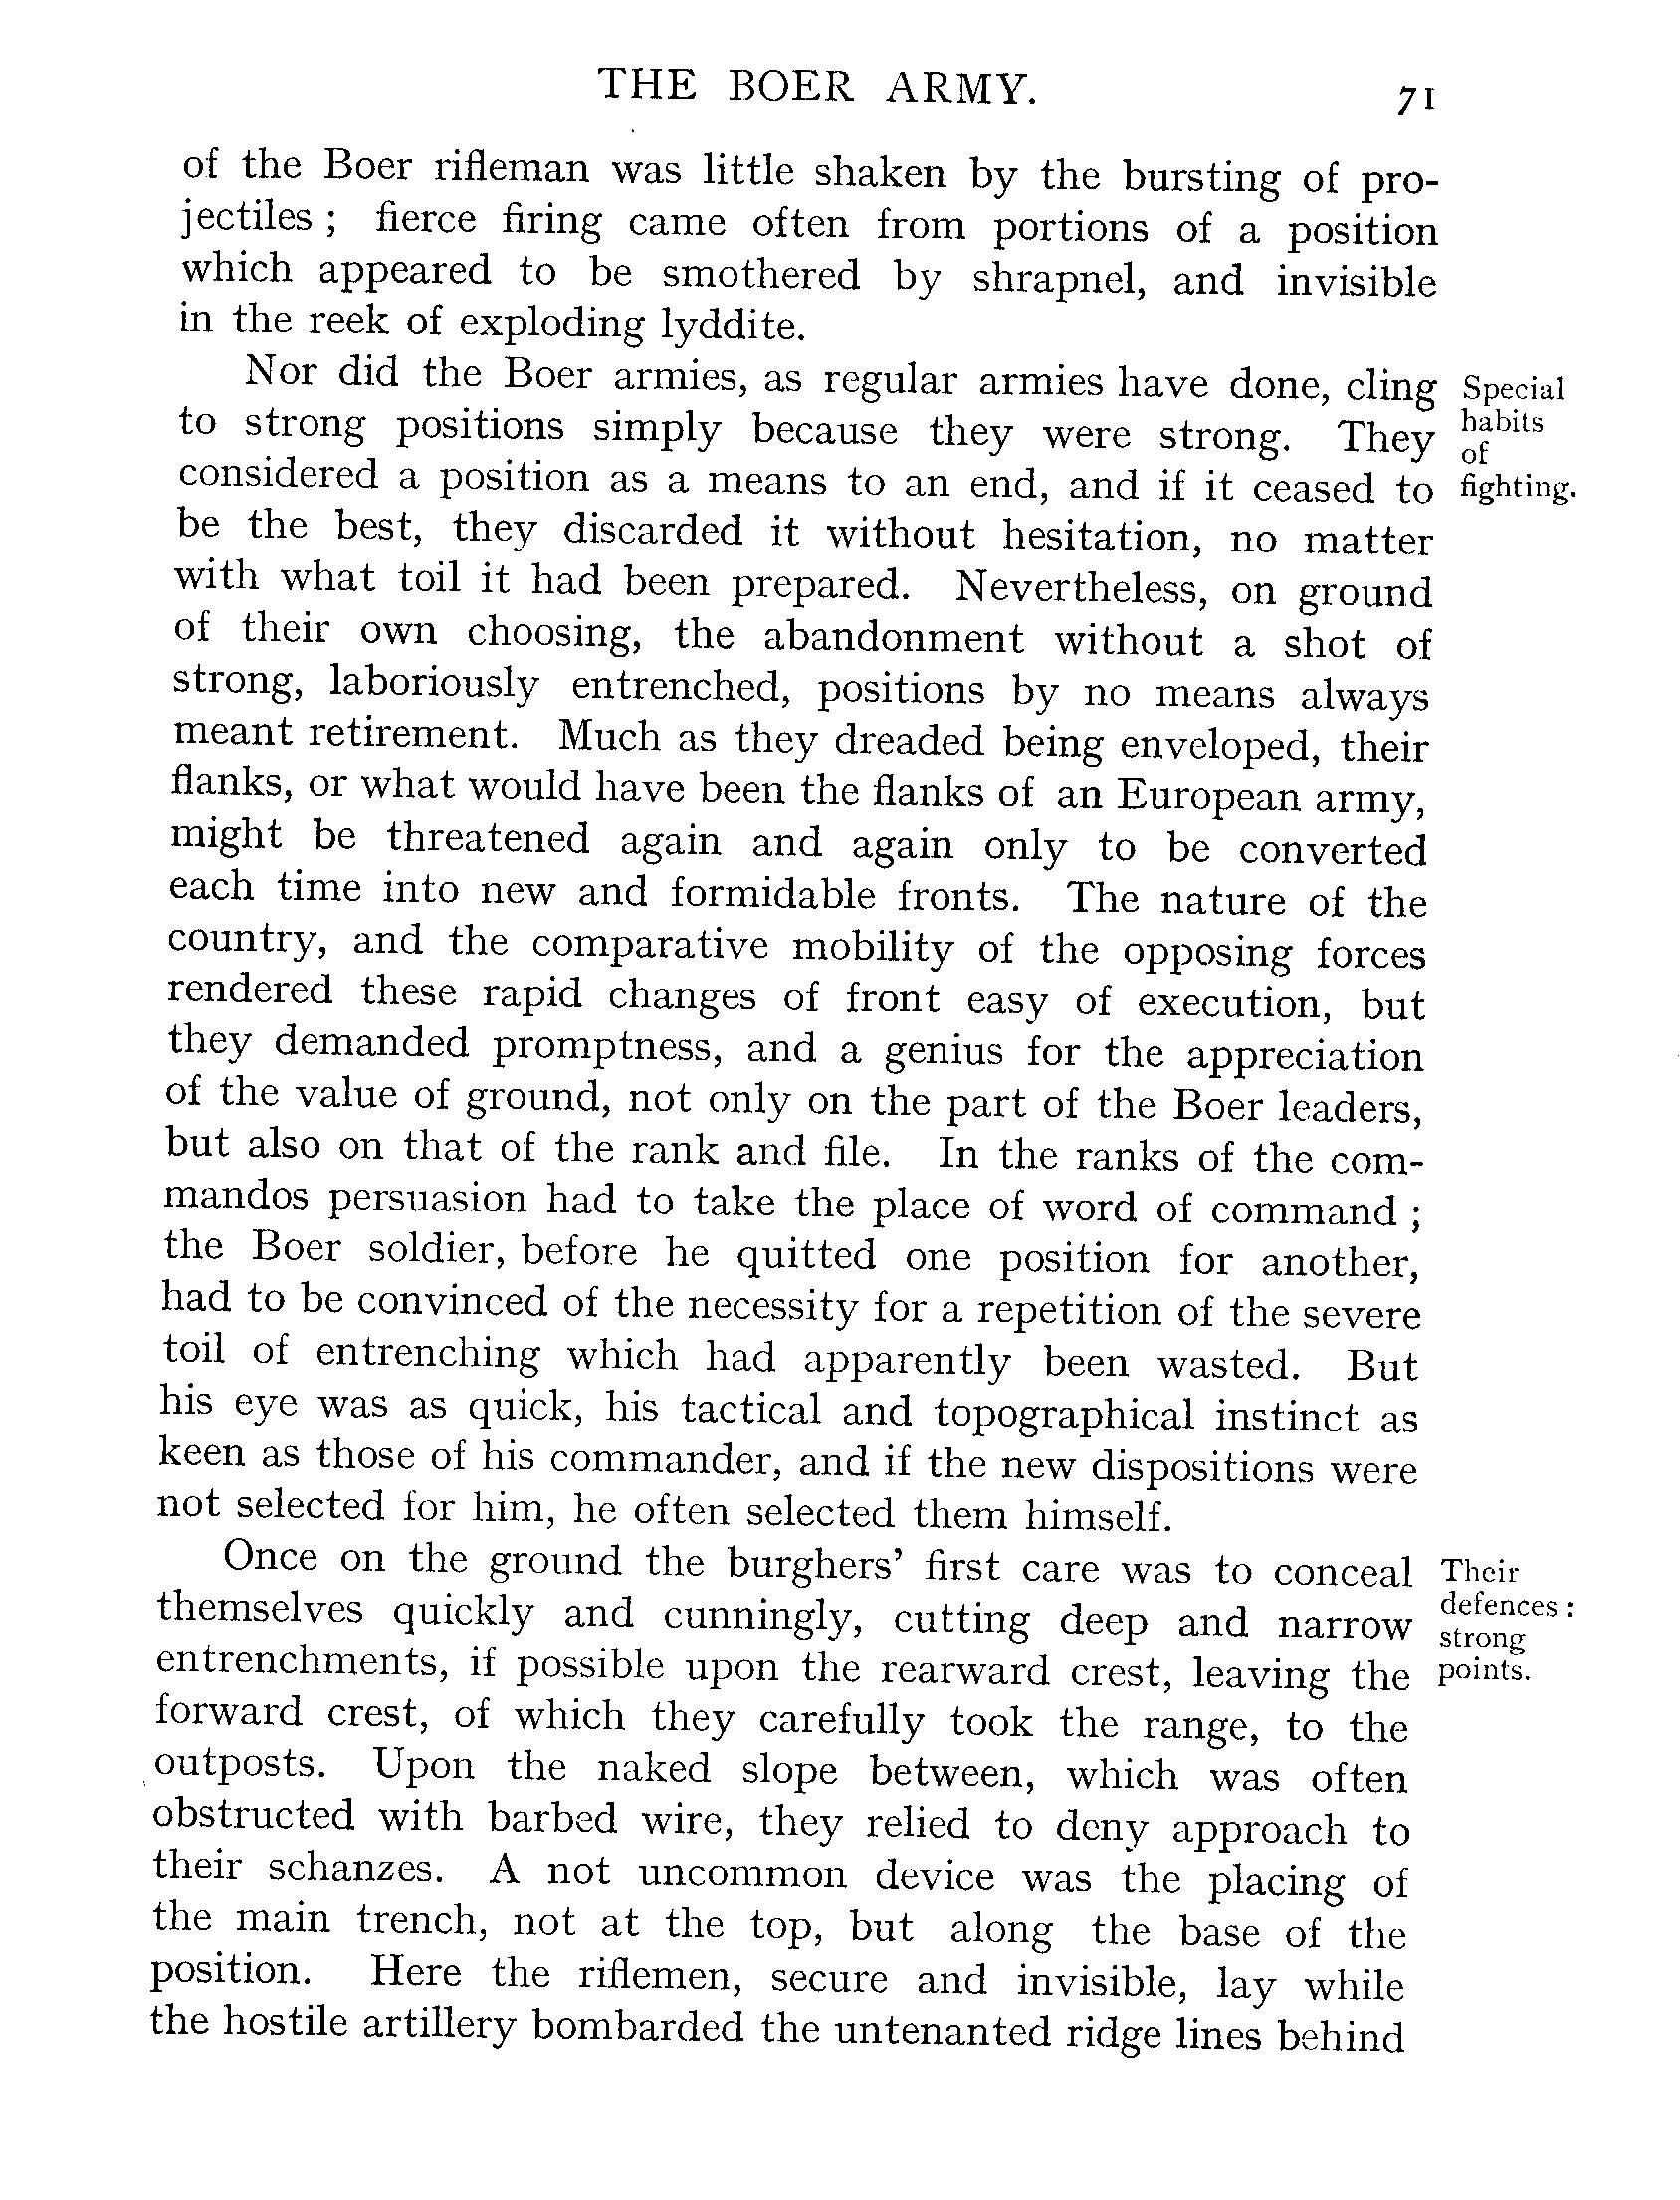 THE BOER ARMY. 71
of the Boer rifleman was little shaken by the bursting of pro-
jectiles ; fierce firing came often from portions of a position
which appeared to be smothered by shrapnel, and invisible
in the reek of exploding lyddite.
Nor did the Boer armies, as regular armies have done, cling
to strong positions simply because they were strong. They
considered a position as a means to an end, and if it ceased to
be the best, they discarded it without hesitation, no matter
with what toil it had been prepared. Nevertheless, on ground
of their own choosing, the abandonment without a shot of
strong, laboriously entrenched, positions by no means always
meant retirement. Much as they dreaded being enveloped, their
flanks, or what would have been the flanks of an European army,
might be threatened again and again only to be converted
each time into new and formidable fronts. The nature of the
country, and the comparative mobility of the opposing forces
rendered these rapid changes of front easy of execution, but
they demanded promptness, and a genius for the appreciation
of the value of ground, not only on the part of the Boer leaders,
but also on that of the rank and file. In the ranks of the com-
mandos persuasion had to take the place of word of command ;
the Boer soldier, before he quitted one position for another,
had to be convinced of the necessity for a repetition of the severe
toil of entrenching which had apparently been wasted. But
his eye was as quick, his tactical and topographical instinct as
keen as those of his commander, and if the new dispositions were
not selected for him, he often selected them himself.
Special
habits
of
fighting.
Once on the ground the burghers' first care was to conceal
themselves quickly and cunningly, cutting deep and narrow
entrenchments, if possible upon the rearward crest, leaving the
forward crest, of which they carefully took the range, to the
outposts. Upon the naked slope between, which was often
obstructed with barbed wire, they relied to deny approach to
their schanzes. A not uncommon device was the placing of
the main trench, not at the top, but along the base of the
position. Here the riflemen, secure and invisible, lay while
the hostile artillery bombarded the untenanted ridge lines behind
Their
defences :
strong
points.